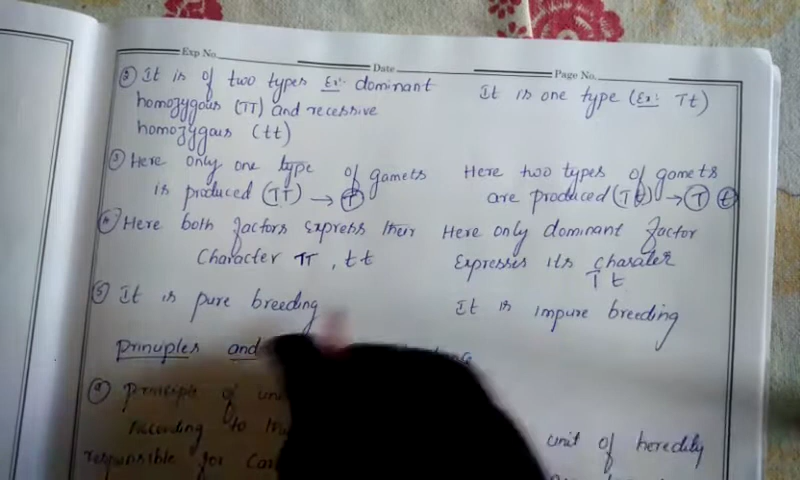 Exp No.
Date
Page No.
② It is of two types Ex:- dominant
homozygous (TT) and recessive
homozygous (tt)
It is one type (Ex: Tt)
③ Here only one type of gamets
is produced (TT) → T
Here two types of gamets
are produced (Tt) → T t
④ Here both factors express their
Character TT , tt
Here only dominant factor
Expresses its charater
T t
⑤ It is pure breeding
It is impure breeding
principles and
principle of
According to
unit of heredity
responsible for